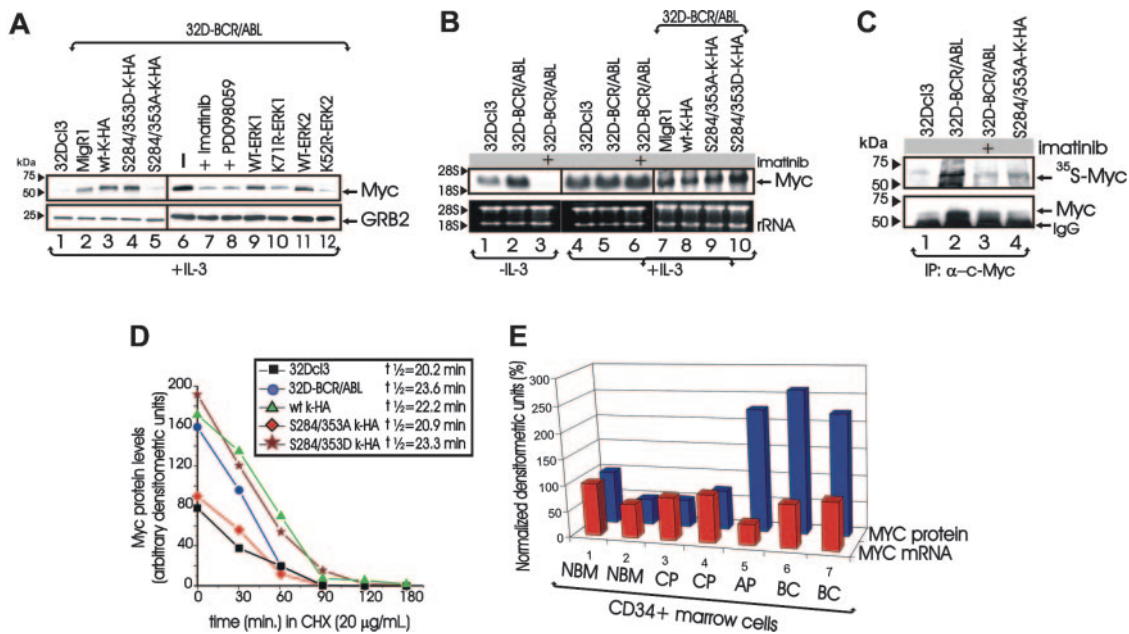 A
32D-BCR/ABL
32Dcl3
MigR1
wt-K-HA
S284/353D-K-HA
S284/353A-K-HA
–
+ Imatinib
+ PD098059
WT-ERK1
K71R-ERK1
WT-ERK2
K52R-ERK2
kDa
75
50
Myc
25
GRB2
1 2 3 4 5 6 7 8 9 10 11 12
+IL-3
B
32D-BCR/ABL
32Dcl3
32D-BCR/ABL
32D-BCR/ABL
32Dcl3
32D-BCR/ABL
32D-BCR/ABL
MigR1
wt-K-HA
S284/353A-K-HA
S284/353D-K-HA
+ + imatinib
28S
18S
Myc
28S
18S
rRNA
1 2 3 4 5 6 7 8 9 10
-IL-3 +IL-3
C
32Dcl3
32D-BCR/ABL
32D-BCR/ABL
S284/353A-K-HA
kDa
+ imatinib
75
50
35S-Myc
75
50
Myc
IgG
1 2 3 4
IP: α–c-Myc
D
32Dcl3 † ½=20.2 min
32D-BCR/ABL † ½=23.6 min
wt k-HA † ½=22.2 min
S284/353A k-HA † ½=20.9 min
S284/353D k-HA † ½=23.3 min
Myc protein levels
(arbitrary densitometric units)
200
160
120
80
40
0
0 30 60 90 120 180
time (min.) in CHX (20 µg/mL)
E
Normalized densitometric units (%)
300
250
200
150
100
50
0
1 2 3 4 5 6 7
NBM NBM CP CP AP BC BC
MYC protein
MYC mRNA
CD34+ marrow cells